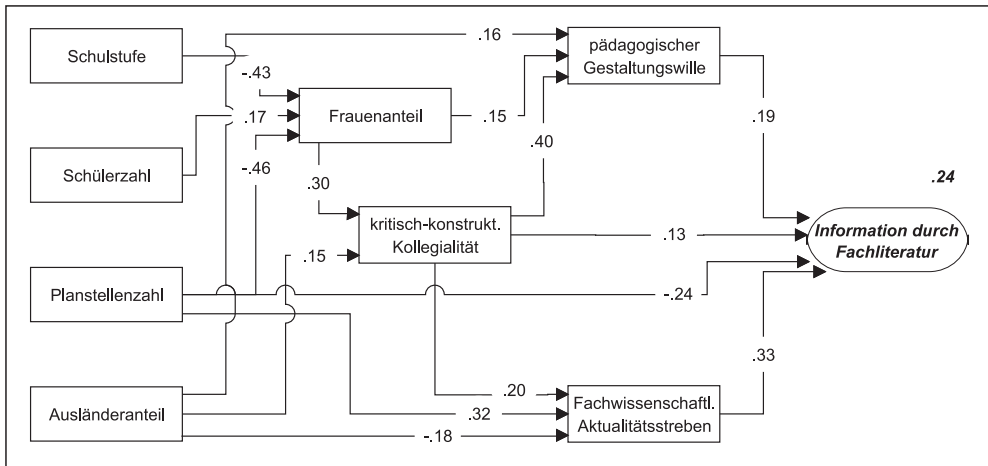 Schulstufe
.16
pädagogischer
Gestaltungswille
-.43
Frauenanteil
.17
.15
.19
.40
-.46
Schülerzahl
.30
.24
kritisch-konstrukt.
Kollegialität
.13
Information durch
Fachliteratur
.15
Planstellenzahl
-.24
.33
.20
Ausländeranteil
.32
Fachwissenschaftl.
Aktualitätsstreben
-.18